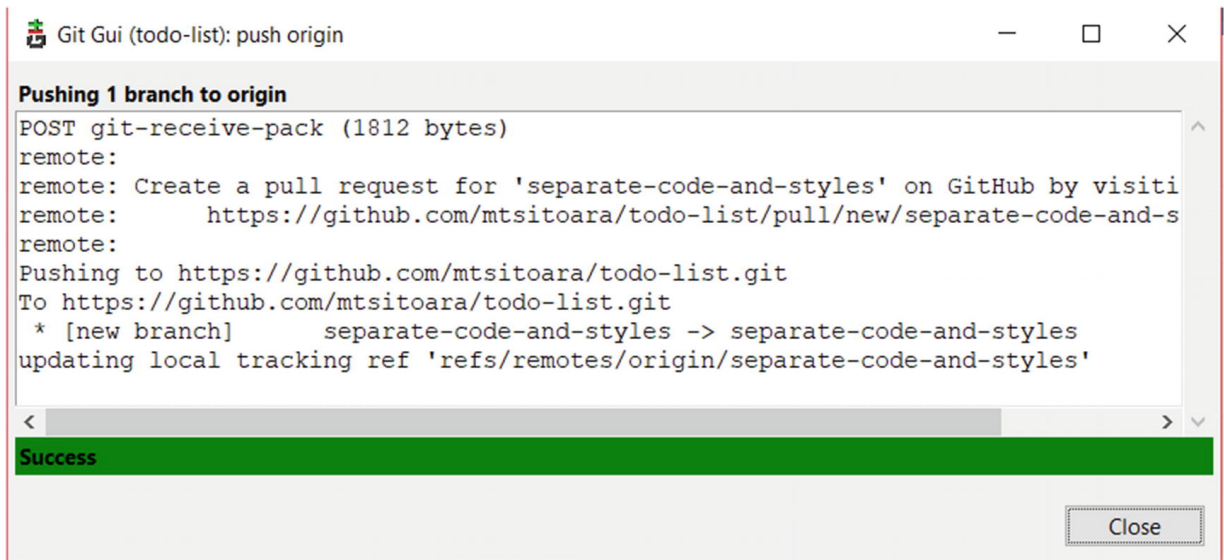 Git Gui (todo-list): push origin
Pushing 1 branch to origin
POST git-receive-pack (1812 bytes)
remote:
remote: Create a pull request for 'separate-code-and-styles' on GitHub by visiti
remote:      https://github.com/mtsitoara/todo-list/pull/new/separate-code-and-s
remote:
Pushing to https://github.com/mtsitoara/todo-list.git
To https://github.com/mtsitoara/todo-list.git
 * [new branch]      separate-code-and-styles -> separate-code-and-styles
updating local tracking ref 'refs/remotes/origin/separate-code-and-styles'
Success
Close